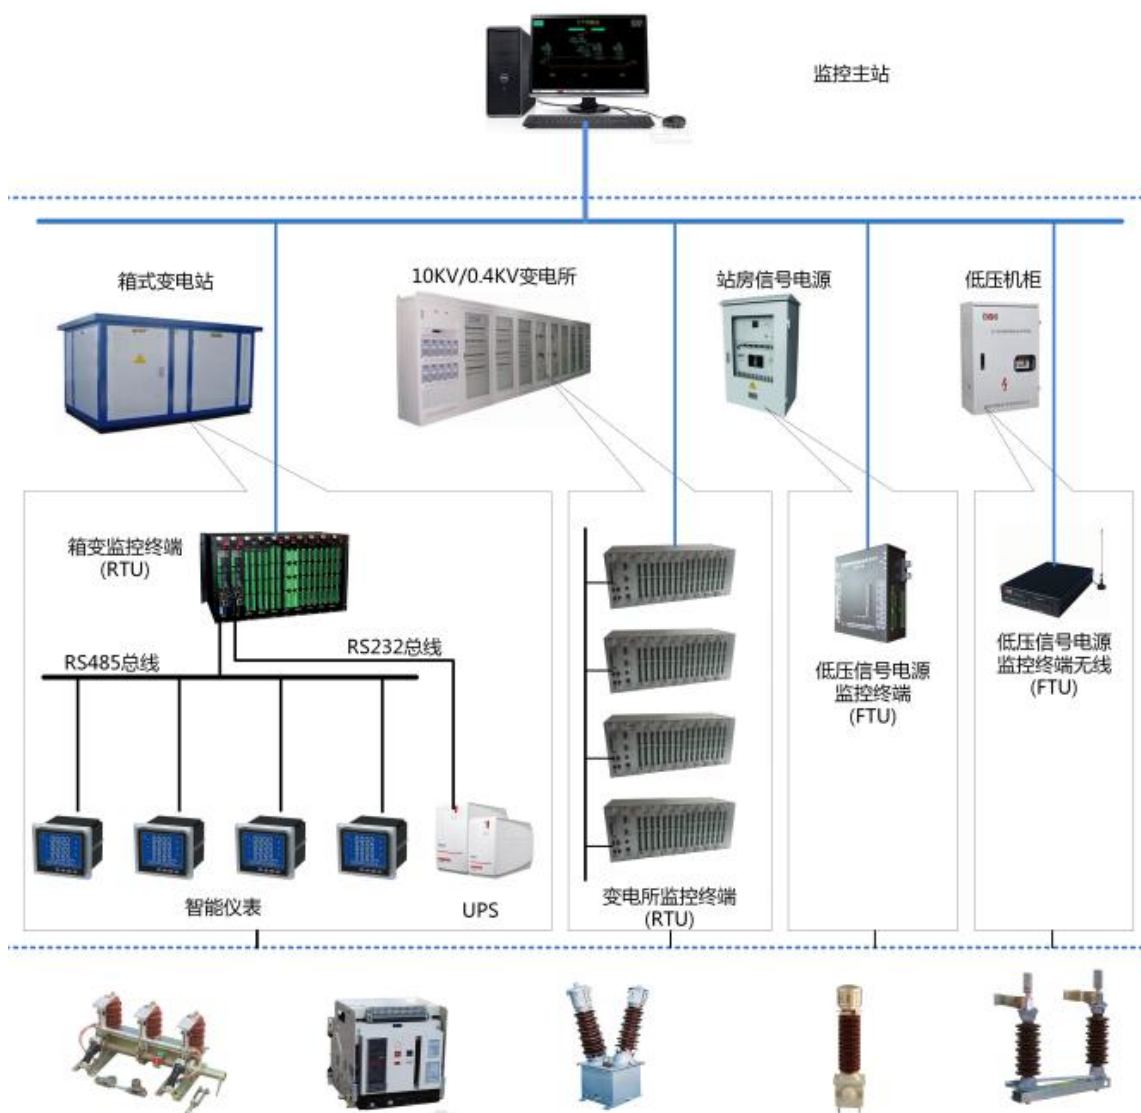 监控主站
箱式变电站
10KV/0.4KV变电所
站房信号电源
低压机柜
箱变监控终端
(RTU)
RS485总线
RS232总线
低压信号电源
监控终端
(FTU)
低压信号电源
监控终端无线
(FTU)
智能仪表
UPS
变电所监控终端
(RTU)